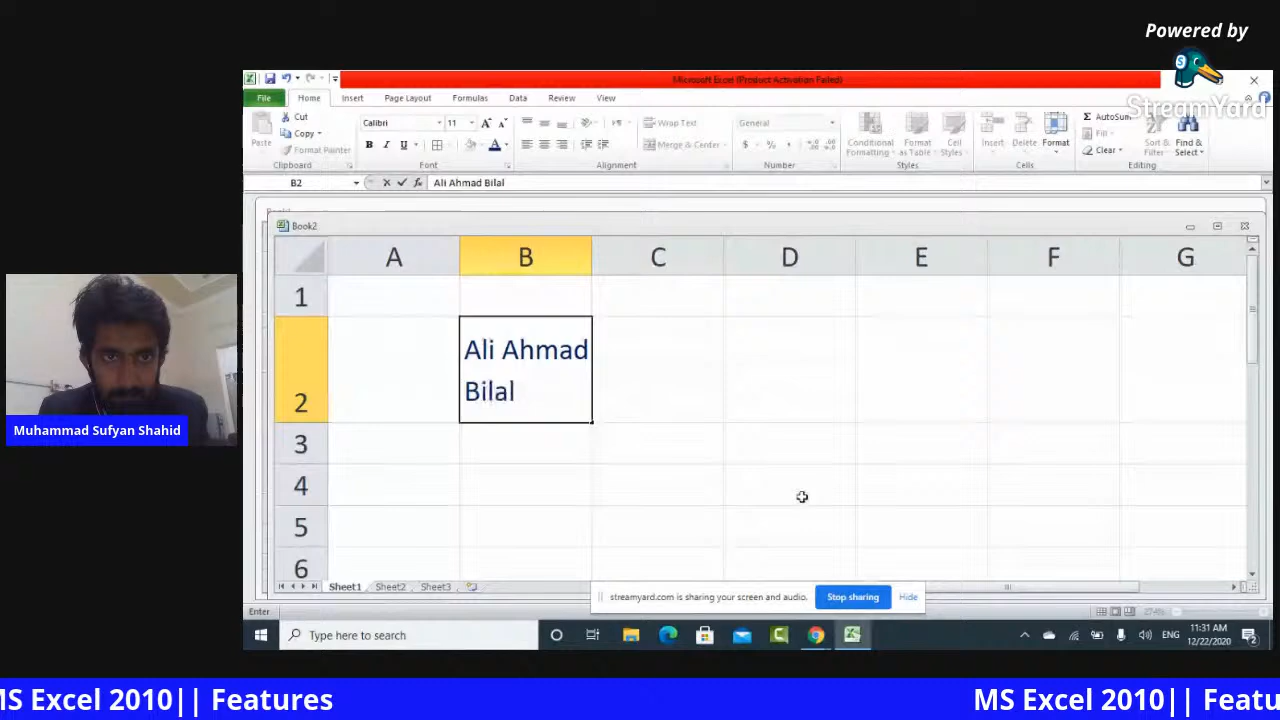 Powered by
StreamYard
Microsoft Excel (Product Activation Failed)
File Home Insert Page Layout Formulas Data Review View
Paste
Cut
Copy
Format Painter
Clipboard
Calibri 11
B I U
Font
Wrap Text
Merge & Center
Alignment
General
$ % ,
Number
Conditional Formatting
Format as Table
Cell Styles
Styles
Insert Delete Format
Cells
AutoSum
Fill
Clear
Sort & Filter
Find & Select
Editing
B2 fx Ali Ahmad Bilal
Book2
A B C D E F G
1
2
3
4
5
6
Ali Ahmad
Bilal
Muhammad Sufyan Shahid
Sheet1 Sheet2 Sheet3
streamyard.com is sharing your screen and audio. Stop sharing Hide
Enter
Type here to search
ENG
11:31 AM
12/22/2020
2
MS Excel 2010|| Features
MS Excel 2010|| Featu